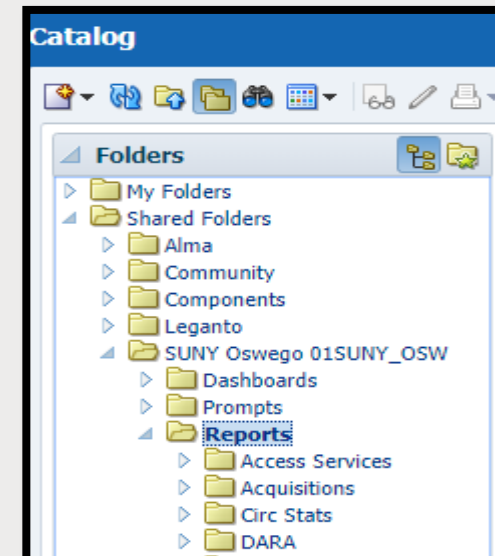 Catalog
Folders
My Folders
Shared Folders
Alma
Community
Components
Leganto
SUNY Oswego 01SUNY_OSW
Dashboards
Prompts
Reports
Access Services
Acquisitions
Circ Stats
DARA